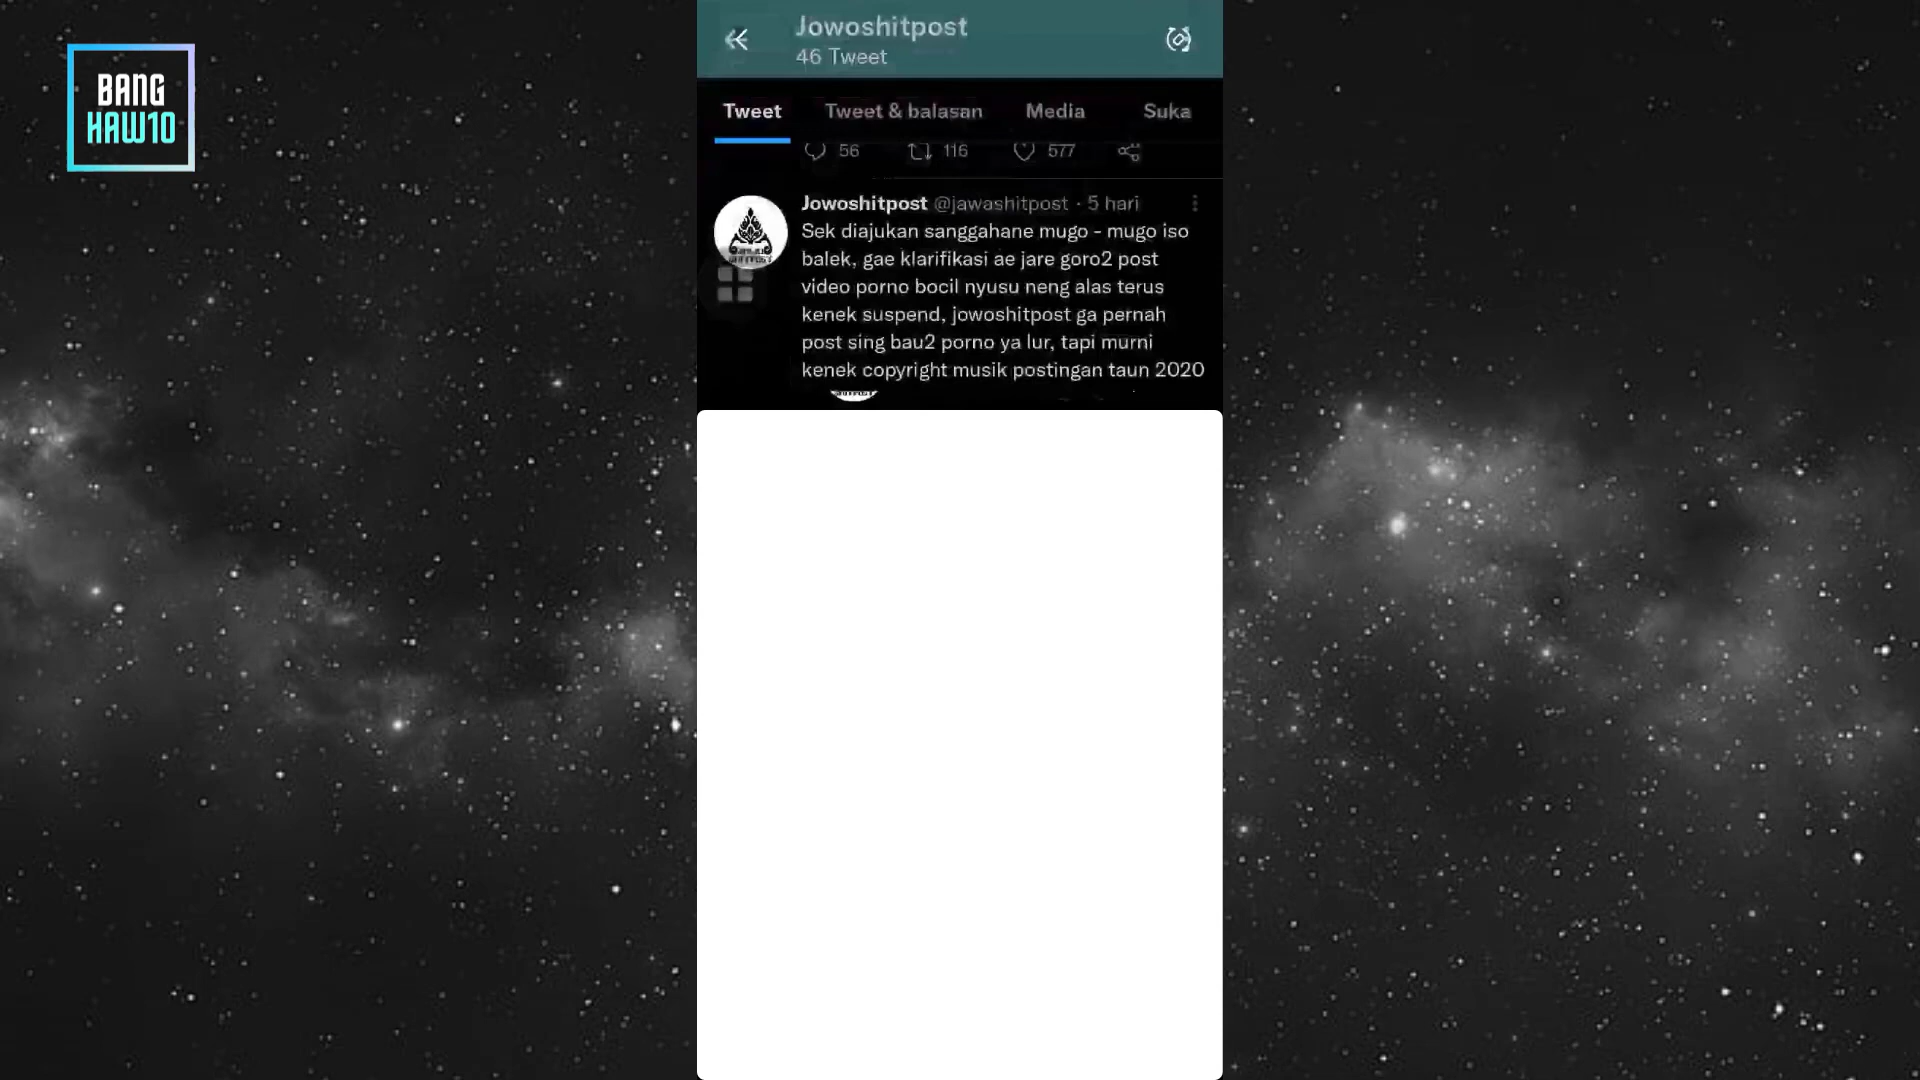 BANG
HAW10
Jowoshitpost
46 Tweet
Tweet Tweet & balasan Media Suka
56 116 577
Jowoshitpost @jawashitpost · 5 hari
Sek diajukan sanggahane mugo - mugo iso
balek, gae klarifikasi ae jare goro2 post
video porno bocil nyusu neng alas terus
kenek suspend, jowoshitpost ga pernah
post sing bau2 porno ya lur, tapi murni
kenek copyright musik postingan taun 2020